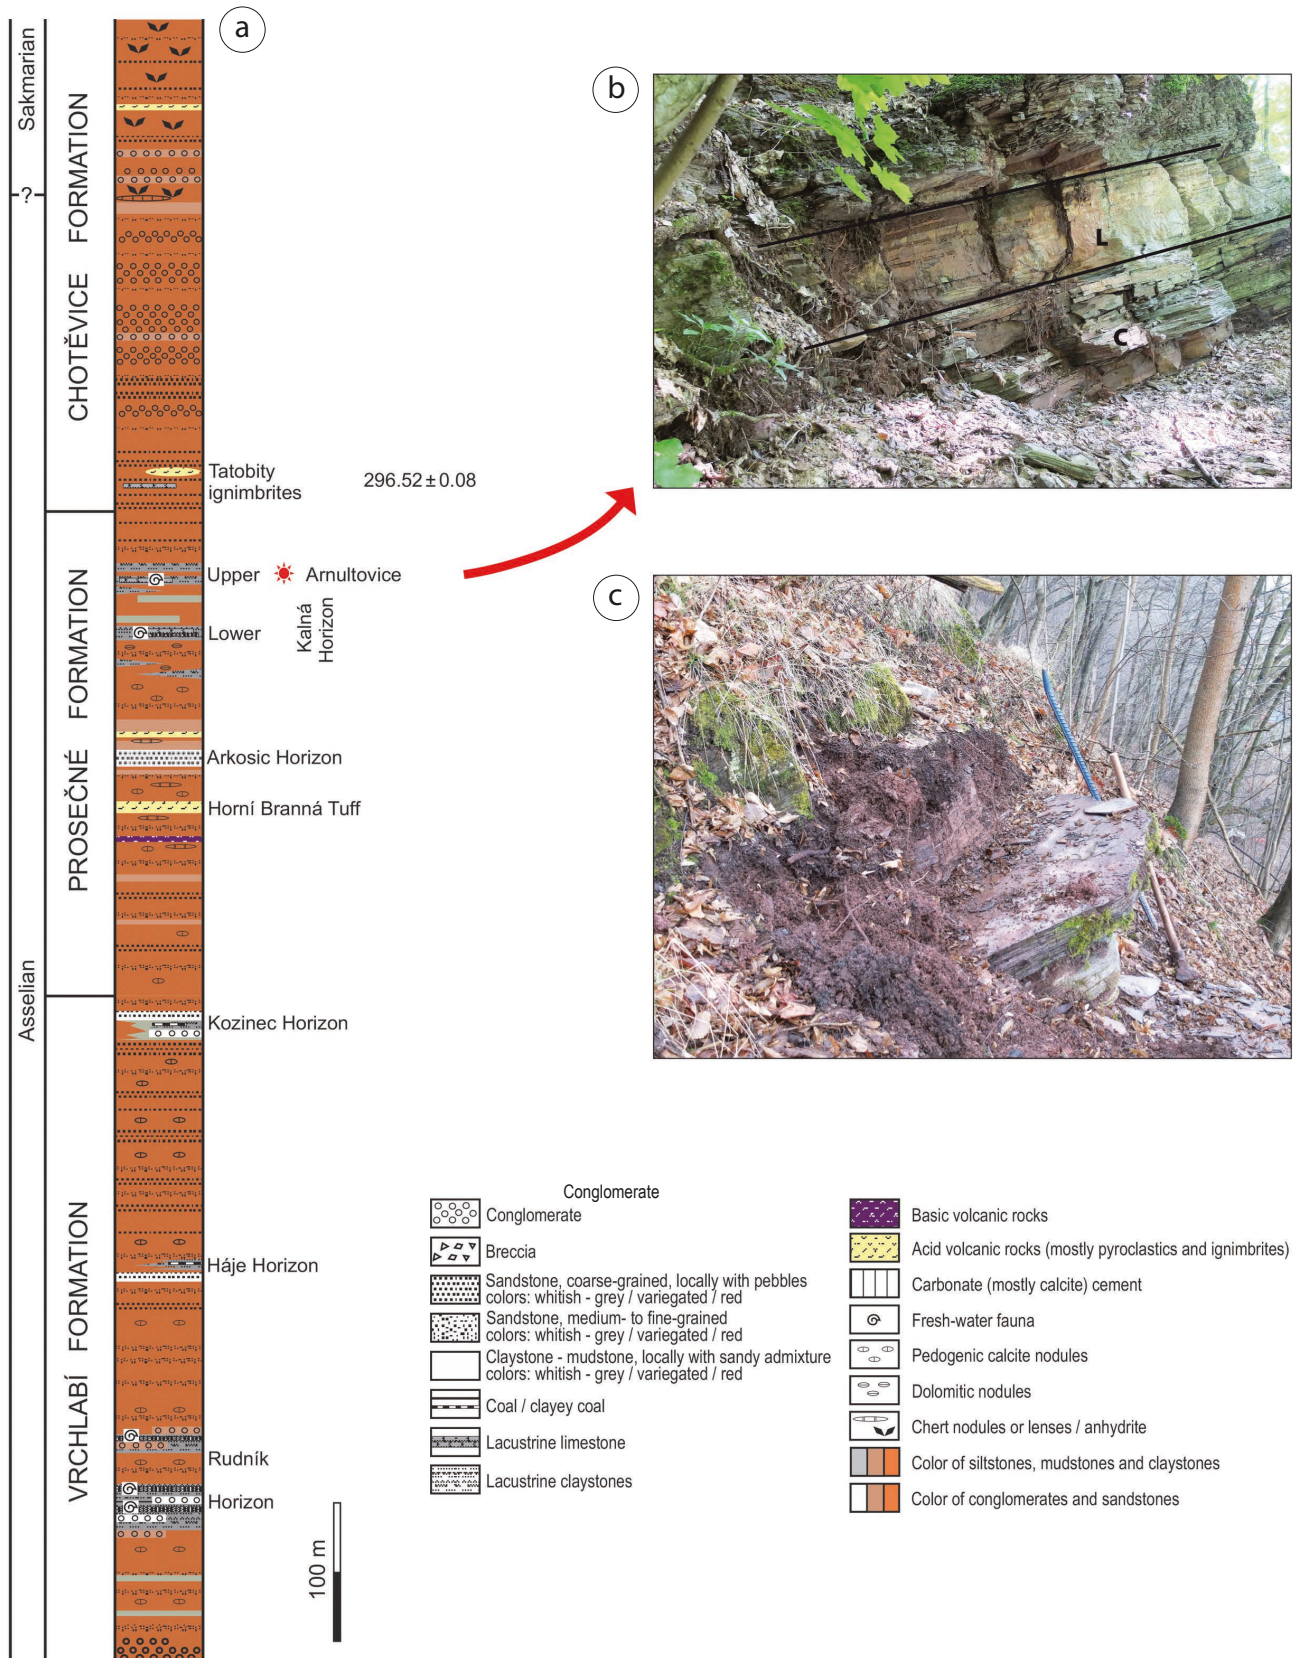 a
Sakmarian
-?-
Asselian
CHOTĚVICE FORMATION
PROSEČNÉ FORMATION
VRCHLABÍ FORMATION
Tatobity
ignimbrites
296.52 ± 0.08
Upper
Arnultovice
Lower
Kalná
Horizon
Arkosic Horizon
Horní Branná Tuff
Kozinec Horizon
Háje Horizon
Rudník
Horizon
100 m
b
L
C
c
Conglomerate
Conglomerate
Breccia
Sandstone, coarse-grained, locally with pebbles
colors: whitish - grey / variegated / red
Sandstone, medium- to fine-grained
colors: whitish - grey / variegated / red
Claystone - mudstone, locally with sandy admixture
colors: whitish - grey / variegated / red
Coal / clayey coal
Lacustrine limestone
Lacustrine claystones
Basic volcanic rocks
Acid volcanic rocks (mostly pyroclastics and ignimbrites)
Carbonate (mostly calcite) cement
Fresh-water fauna
Pedogenic calcite nodules
Dolomitic nodules
Chert nodules or lenses / anhydrite
Color of siltstones, mudstones and claystones
Color of conglomerates and sandstones